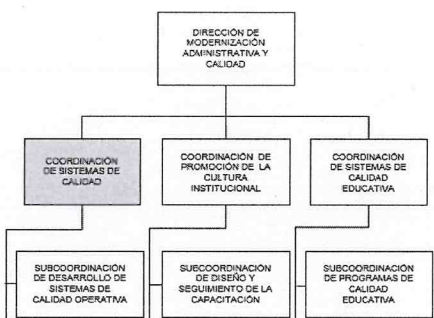 DIRECCIÓN DE
MODERNIZACIÓN
ADMINISTRATIVA Y
CALIDAD
COORDINACIÓN
DE SISTEMAS DE
CALIDAD
COORDINACIÓN DE
PROMOCIÓN DE LA
CULTURA
INSTITUCIONAL
COORDINACIÓN
DE SISTEMAS DE
CALIDAD
EDUCATIVA
SUBCOORDINACIÓN
DE DESARROLLO DE
SISTEMAS DE
CALIDAD OPERATIVA
SUBCOORDINACIÓN
DE DISEÑO Y
SEGUIMIENTO DE LA
CAPACITACIÓN
SUBCOORDINACIÓN
DE PROGRAMAS DE
CALIDAD
EDUCATIVA